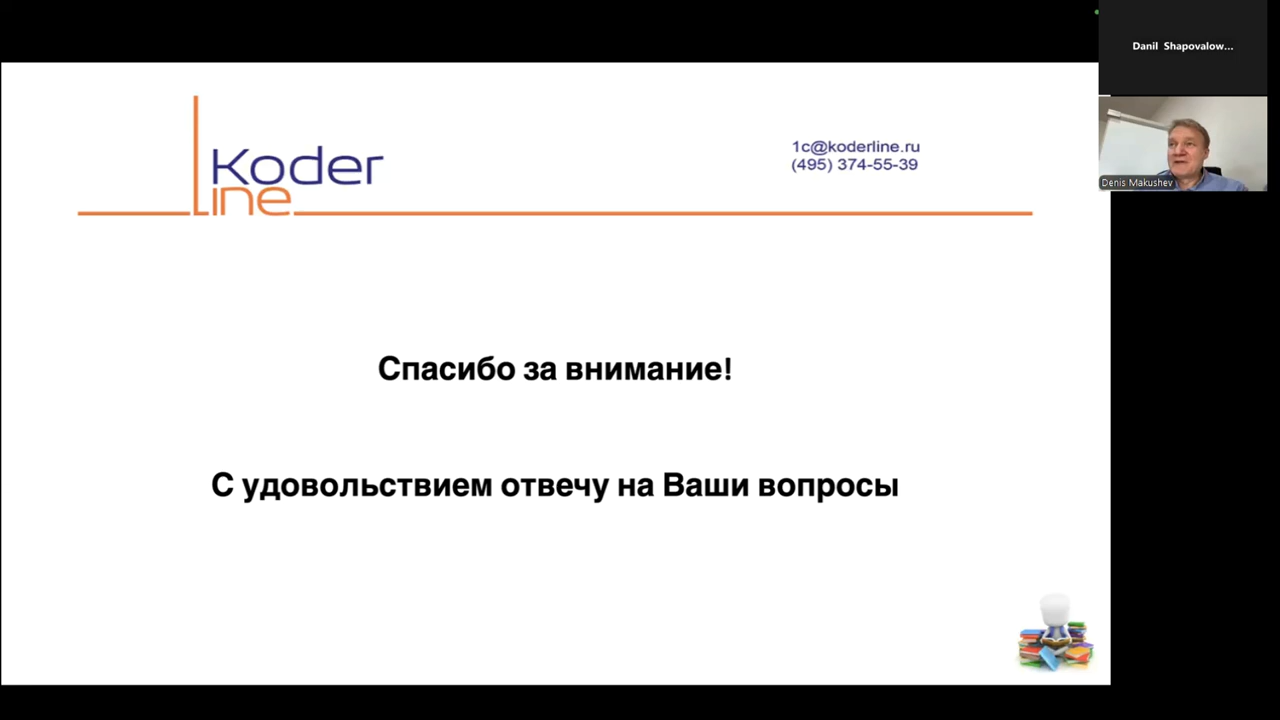 Koder
Line
1c@koderline.ru
(495) 374-55-39
Спасибо за внимание!
С удовольствием отвечу на Ваши вопросы
Danil Shapovalow...
Denis Makushev